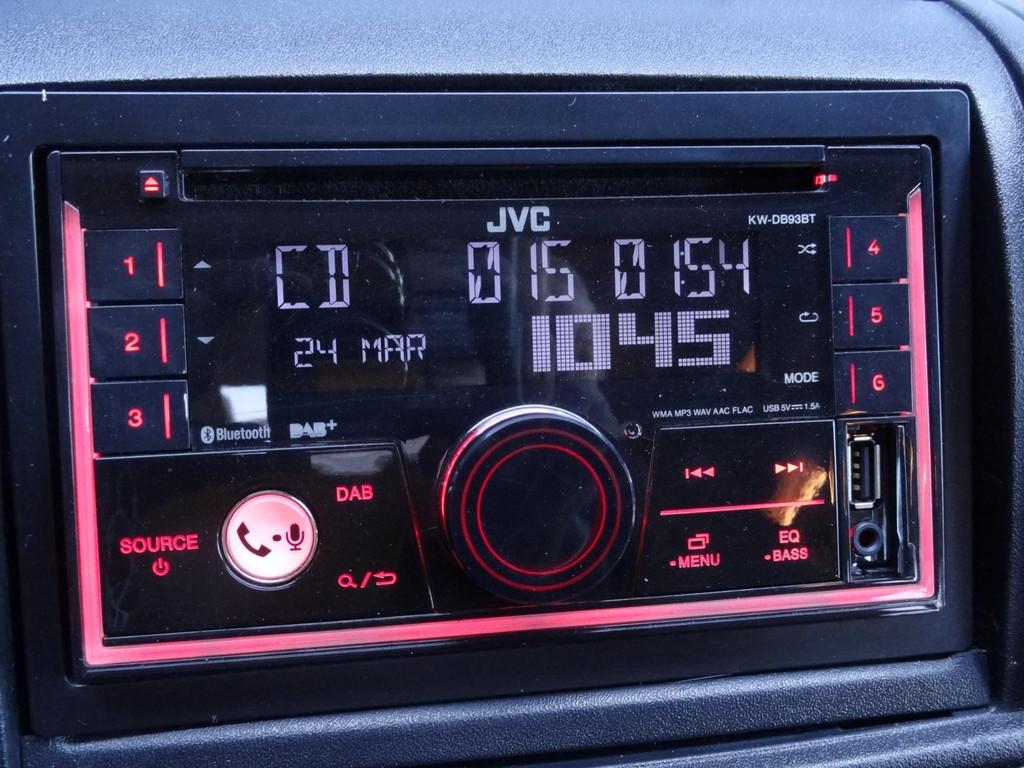 JVC
KW-DB93BT
1
CD 015 0154
4
24 MAR 1045
2
5
3
MODE
6
Bluetooth DAB+
WMA MP3 WAV AAC FLAC USB 5V 1.5A
DAB
SOURCE
MENU
EQ
BASS